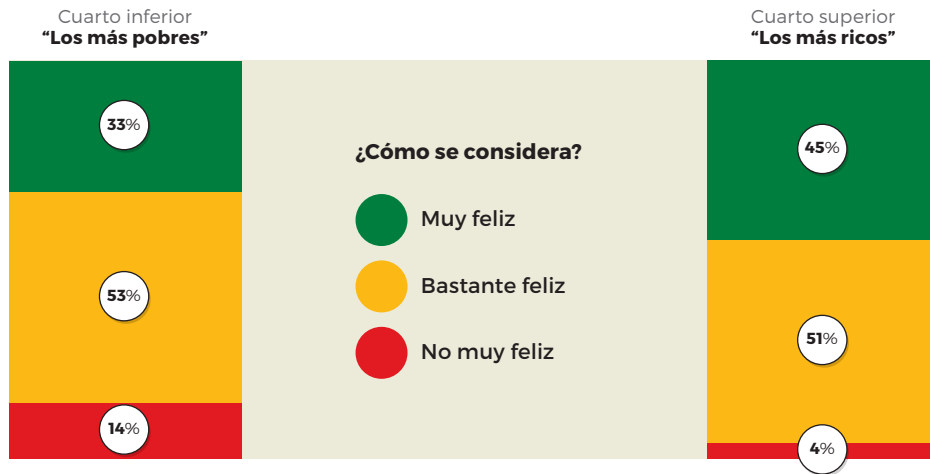 Cuarto inferior
“Los más pobres”
33%
53%
14%
¿Cómo se considera?
Muy feliz
Bastante feliz
No muy feliz
Cuarto superior
“Los más ricos”
45%
51%
4%